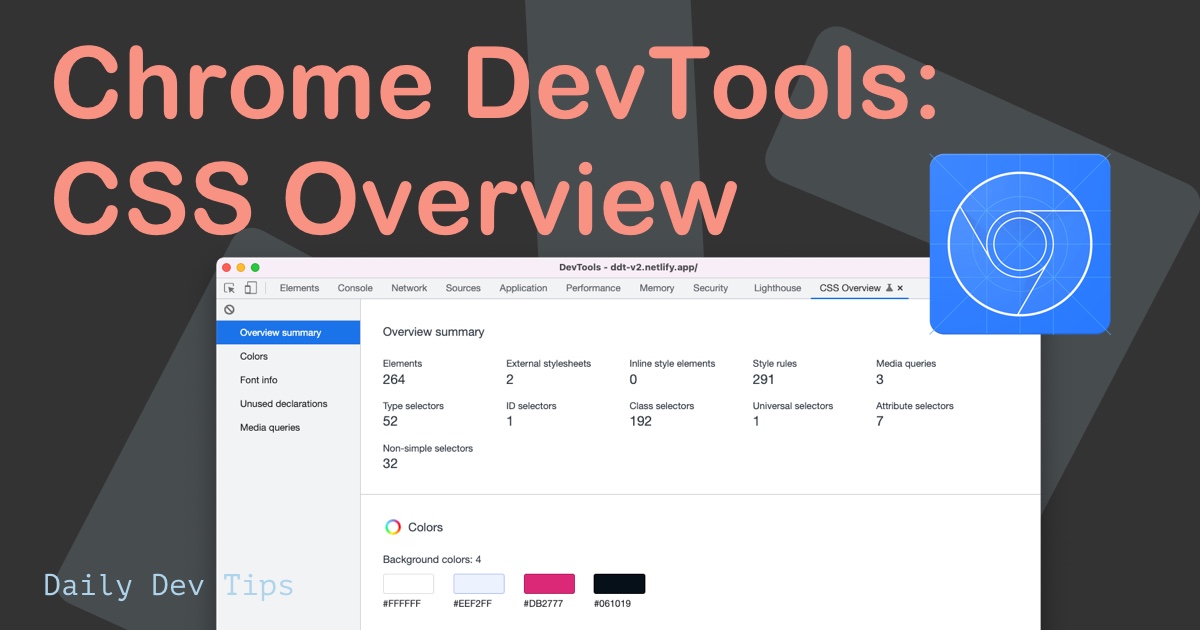 Chrome DevTools:
CSS Overview
DevTools - ddt-v2.netlify.app/
Elements Console Network Sources Application Performance Memory Security Lighthouse CSS Overview
Overview summary
Colors
Font info
Unused declarations
Media queries
Overview summary
Elements External stylesheets Inline style elements Style rules Media queries
264 2 0 291 3
Type selectors ID selectors Class selectors Universal selectors Attribute selectors
52 1 192 1 7
Non-simple selectors
32
Colors
Background colors: 4
#FFFFFF #EEF2FF #DB2777 #061019
Daily Dev Tips